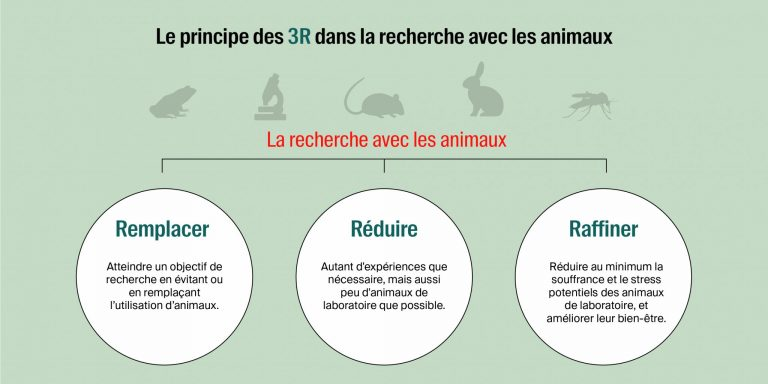 Le principe des 3R dans la recherche avec les animaux
La recherche avec les animaux
Remplacer
Atteindre un objectif de
recherche en évitant ou
en remplaçant
l'utilisation d'animaux.
Réduire
Autant d'expériences que
nécessaire, mais aussi
peu d'animaux de
laboratoire que possible.
Raffiner
Réduire au minimum la
souffrance et le stress
potentiels des animaux
de laboratoire, et
améliorer leur bien-être.